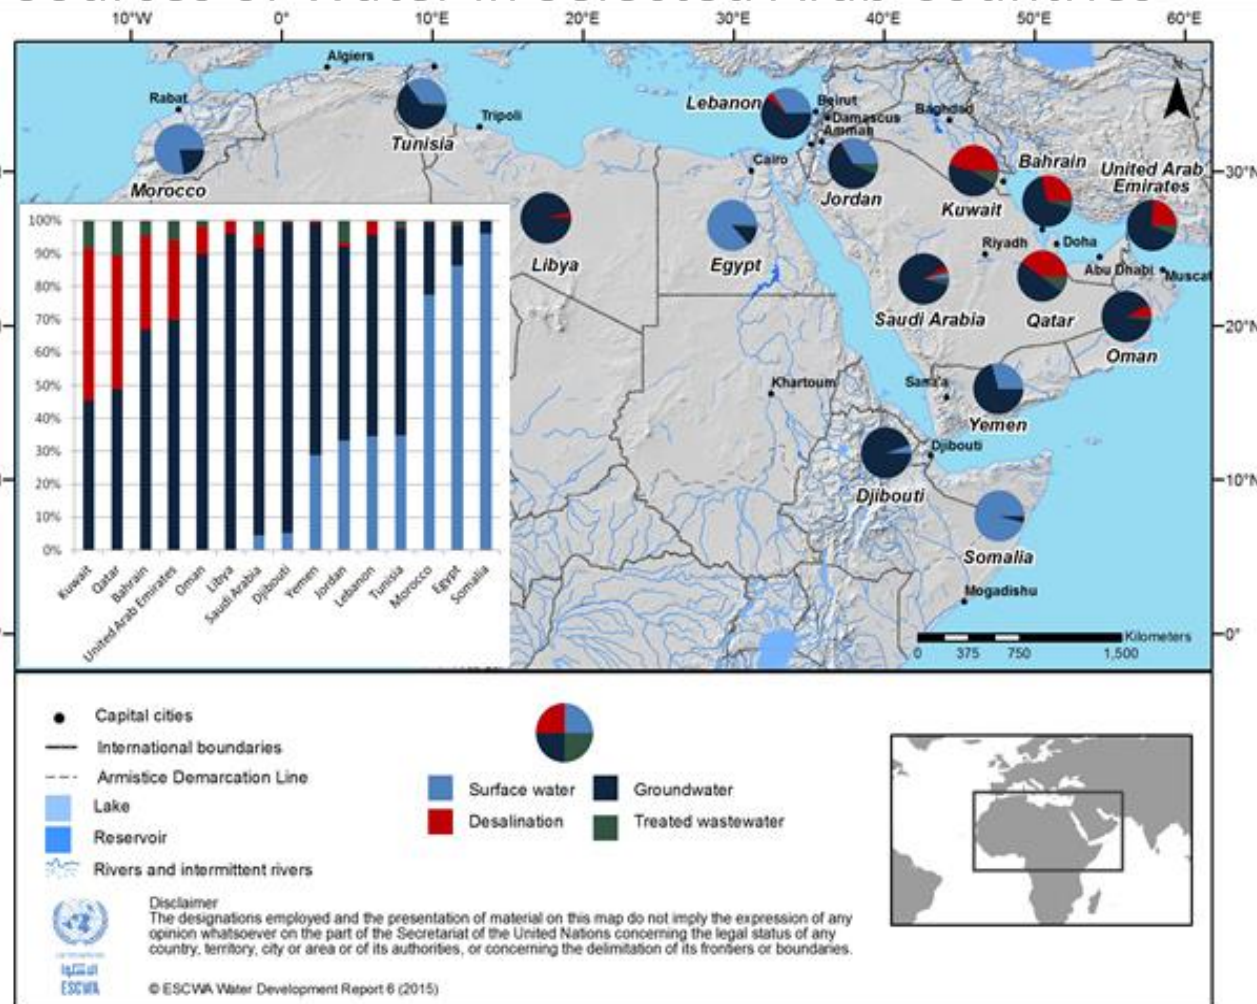 10°W 0° 10°E 20°E 30°E 40°E 50°E 60°E
Algiers
Rabat
Tunisia
Tripoli
Morocco
Lebanon
Beirut
Damascus
Amman
Baghdad
Cairo
Jordan
Kuwait
Bahrain
United Arab
Emirates
30°N
Libya
Egypt
Riyadh
Doha
Abu Dhabi
Muscat
Saudi Arabia
Qatar
Oman
20°N
Khartoum
Sana'a
Yemen
Djibouti
Djibouti
10°N
Somalia
Mogadishu
0°
Kilometers
0 375 750 1,500
100%
90%
80%
70%
60%
50%
40%
30%
20%
10%
0%
Kuwait
Qatar
Bahrain
United Arab Emirates
Oman
Libya
Saudi Arabia
Djibouti
Yemen
Jordan
Lebanon
Tunisia
Morocco
Egypt
Somalia
Capital cities
International boundaries
Armistice Demarcation Line
Lake
Reservoir
Rivers and intermittent rivers
Surface water
Groundwater
Desalination
Treated wastewater
Disclaimer
The designations employed and the presentation of material on this map do not imply the expression of any
opinion whatsoever on the part of the Secretariat of the United Nations concerning the legal status of any
country, territory, city or area or of its authorities, or concerning the delimitation of its frontiers or boundaries.
الإسكوا
ESCWA
© ESCWA Water Development Report 6 (2015)